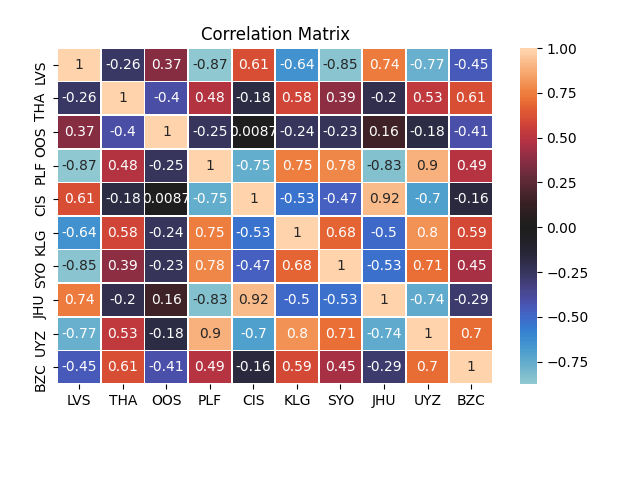 Correlation Matrix
LVS 1 -0.26 0.37 -0.87 0.61 -0.64 -0.85 0.74 -0.77 -0.45
THA -0.26 1 -0.4 0.48 -0.18 0.58 0.39 -0.2 0.53 0.61
OOS 0.37 -0.4 1 -0.25 0.0087 -0.24 -0.23 0.16 -0.18 -0.41
PLF -0.87 0.48 -0.25 1 -0.75 0.75 0.78 -0.83 0.9 0.49
CIS 0.61 -0.18 0.0087 -0.75 1 -0.53 -0.47 0.92 -0.7 -0.16
KLG -0.64 0.58 -0.24 0.75 -0.53 1 0.68 -0.5 0.8 0.59
SYO -0.85 0.39 -0.23 0.78 -0.47 0.68 1 -0.53 0.71 0.45
JHU 0.74 -0.2 0.16 -0.83 0.92 -0.5 -0.53 1 -0.74 -0.29
UYZ -0.77 0.53 -0.18 0.9 -0.7 0.8 0.71 -0.74 1 0.7
BZC -0.45 0.61 -0.41 0.49 -0.16 0.59 0.45 -0.29 0.7 1
LVS THA OOS PLF CIS KLG SYO JHU UYZ BZC
1.00
0.75
0.50
0.25
0.00
−0.25
−0.50
−0.75